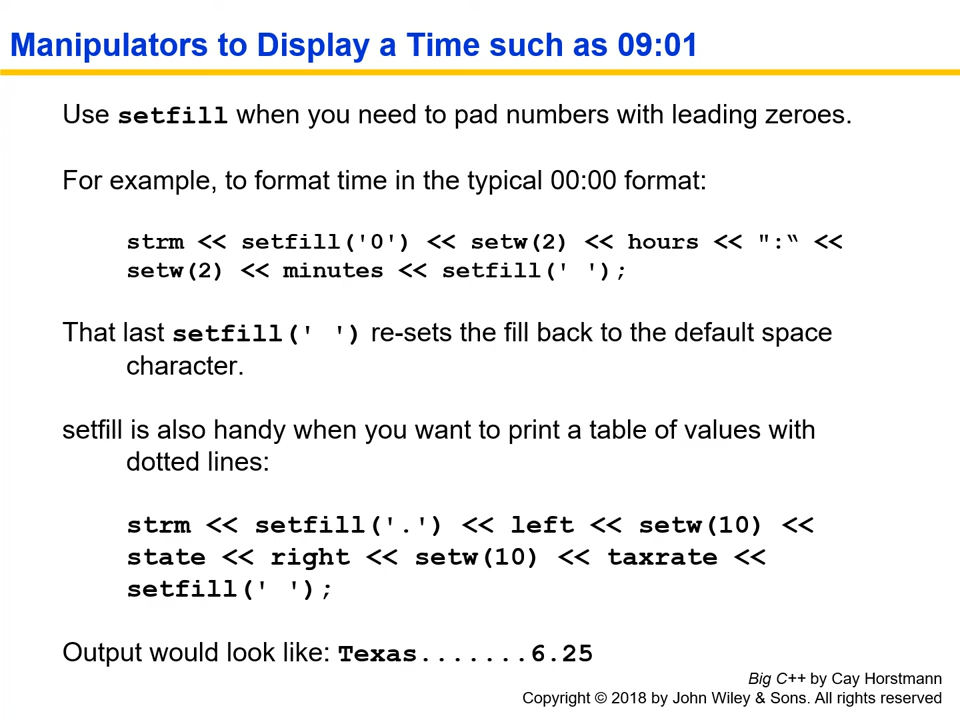 Manipulators to Display a Time such as 09:01
Use setfill when you need to pad numbers with leading zeroes.
For example, to format time in the typical 00:00 format:
strm << setfill('0') << setw(2) << hours << ":“ <<
setw(2) << minutes << setfill(' ');
That last setfill(' ') re-sets the fill back to the default space
character.
setfill is also handy when you want to print a table of values with
dotted lines:
strm << setfill('.') << left << setw(10) <<
state << right << setw(10) << taxrate <<
setfill(' ');
Output would look like: Texas.......6.25
Big C++ by Cay Horstmann
Copyright © 2018 by John Wiley & Sons. All rights reserved